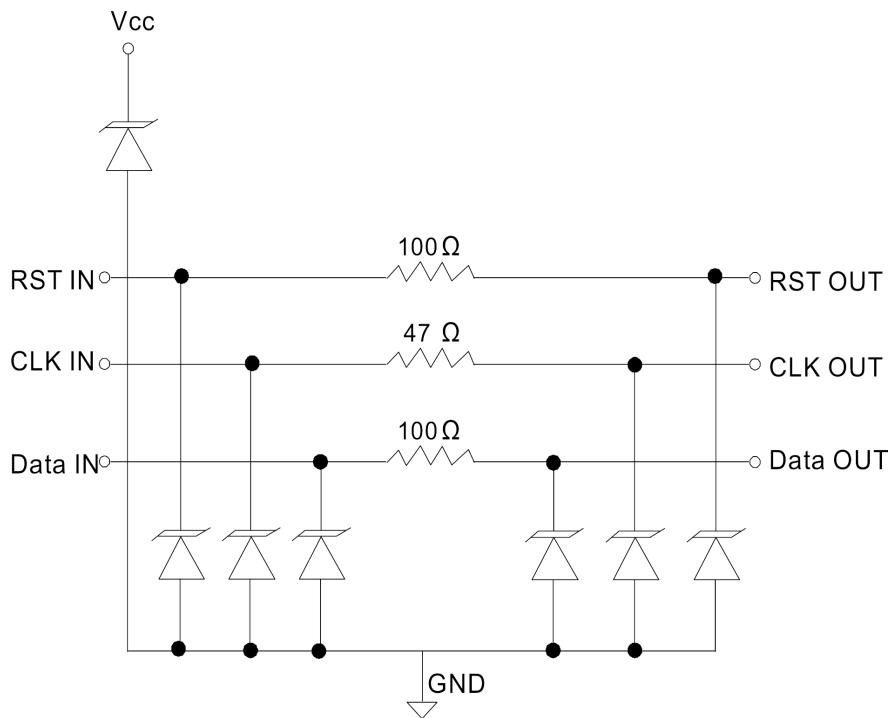 Vcc
100Ω
RST IN
RST OUT
47 Ω
CLK IN
CLK OUT
100Ω
Data IN
Data OUT
GND